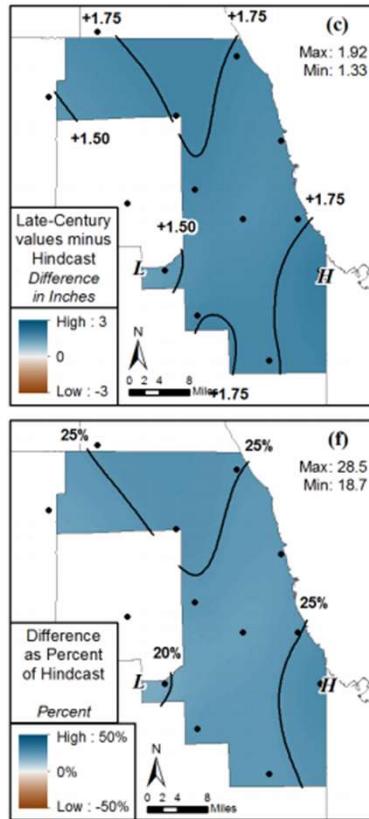 +1.75
+1.75
(c)
Max: 1.92
Min: 1.33
+1.50
+1.75
Late-Century
values minus
Hindcast
Difference
in Inches
+1.50
L
H
High : 3
0
Low : -3
N
0 2 4 8
Miles
+1.75
25%
25%
(f)
Max: 28.5
Min: 18.7
25%
Difference
as Percent
of Hindcast
Percent
20%
L
H
High : 50%
0%
Low : -50%
N
0 2 4 8
Miles